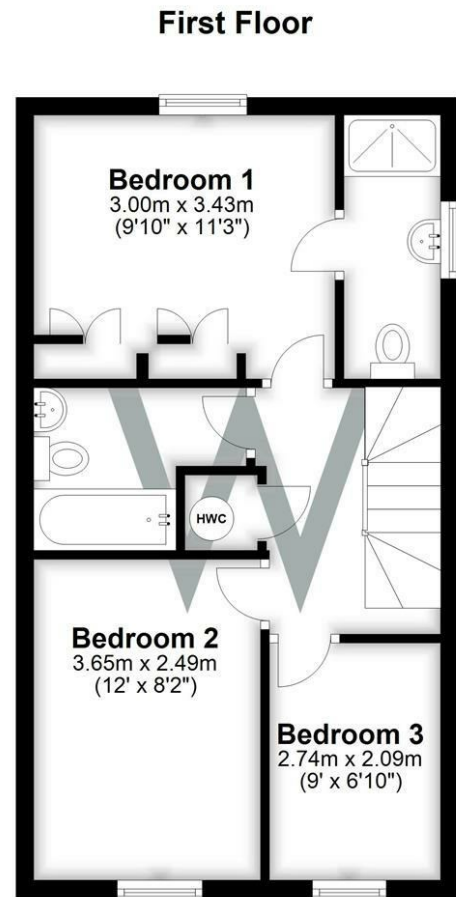 First Floor
Bedroom 1
3.00m x 3.43m
(9'10" x 11'3")
W
HWC
Bedroom 2
3.65m x 2.49m
(12' x 8'2")
Bedroom 3
2.74m x 2.09m
(9' x 6'10")